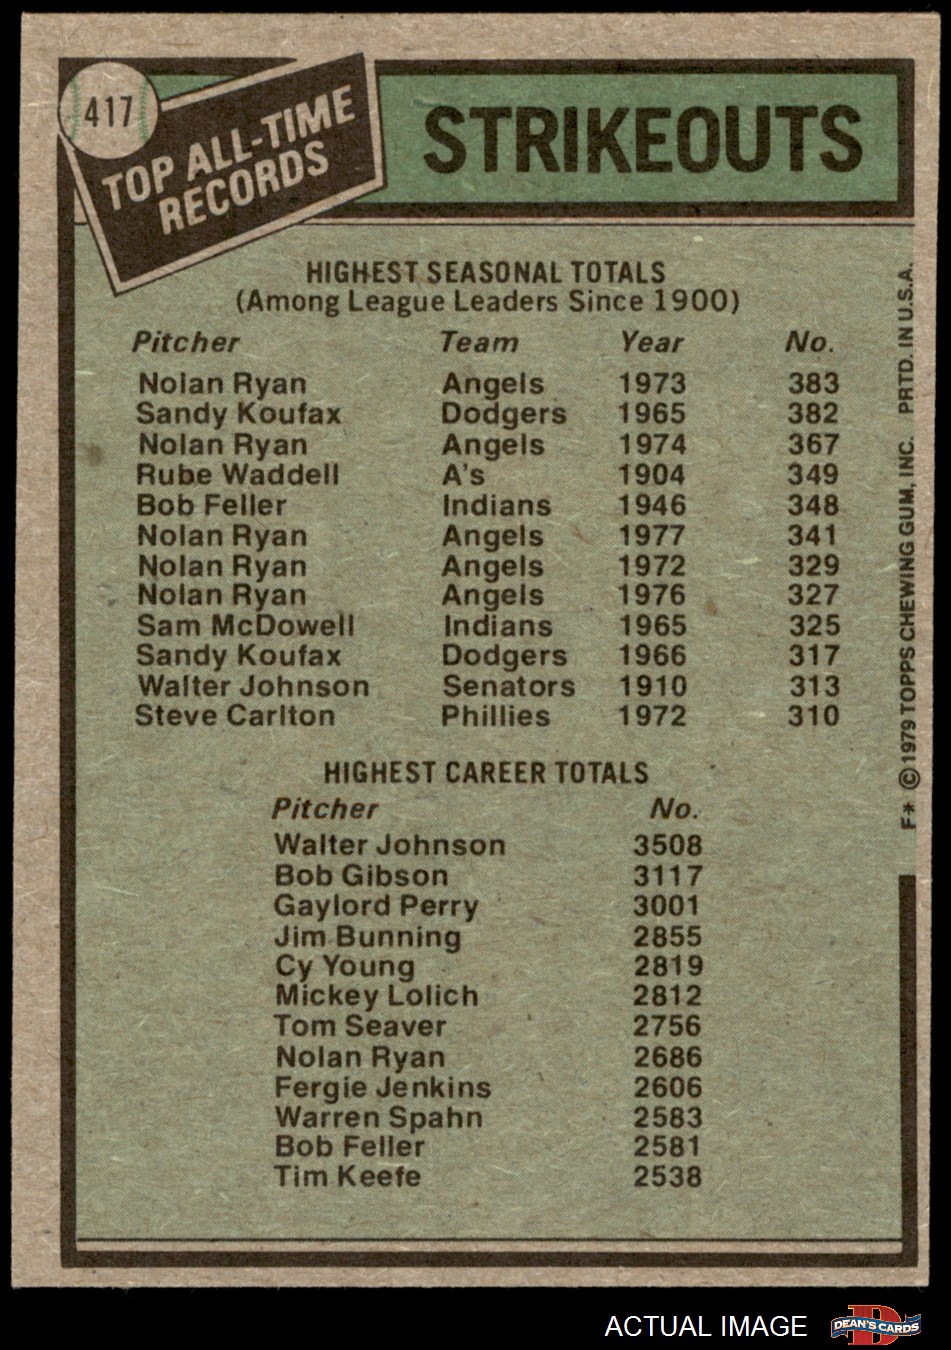 417
TOP ALL-TIME
RECORDS
STRIKEOUTS
HIGHEST SEASONAL TOTALS
(Among League Leaders Since 1900)
Pitcher Team Year No.
Nolan Ryan Angels 1973 383
Sandy Koufax Dodgers 1965 382
Nolan Ryan Angels 1974 367
Rube Waddell A's 1904 349
Bob Feller Indians 1946 348
Nolan Ryan Angels 1977 341
Nolan Ryan Angels 1972 329
Nolan Ryan Angels 1976 327
Sam McDowell Indians 1965 325
Sandy Koufax Dodgers 1966 317
Walter Johnson Senators 1910 313
Steve Carlton Phillies 1972 310
HIGHEST CAREER TOTALS
Pitcher No.
Walter Johnson 3508
Bob Gibson 3117
Gaylord Perry 3001
Jim Bunning 2855
Cy Young 2819
Mickey Lolich 2812
Tom Seaver 2756
Nolan Ryan 2686
Fergie Jenkins 2606
Warren Spahn 2583
Bob Feller 2581
Tim Keefe 2538
F* © 1979 TOPPS CHEWING GUM, INC. PRTD. IN U.S.A.
ACTUAL IMAGE
D
DEAN'S CARDS